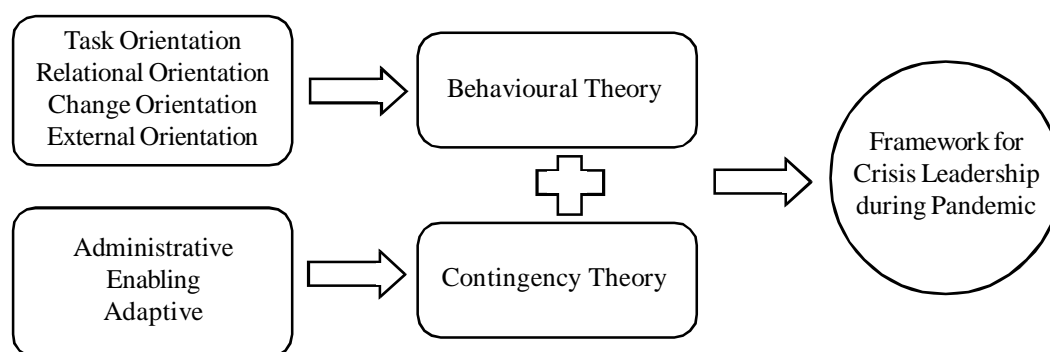 Task Orientation
Relational Orientation
Change Orientation
External Orientation
Behavioural Theory
Administrative
Enabling
Adaptive
Contingency Theory
Framework for
Crisis Leadership
during Pandemic